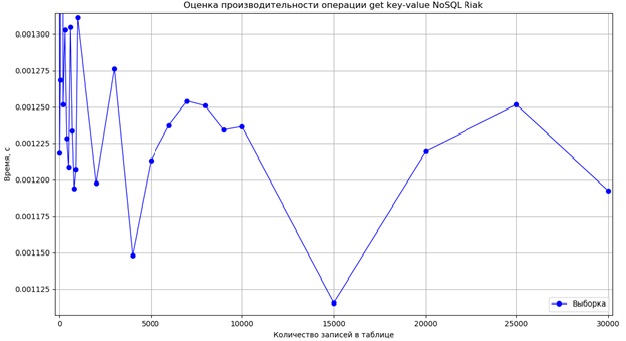 Оценка производительности операции get key-value NoSQL Riak
Время, с
0.001300
0.001275
0.001250
0.001225
0.001200
0.001175
0.001150
0.001125
Выборка
0 5000 10000 15000 20000 25000 30000
Количество записей в таблице